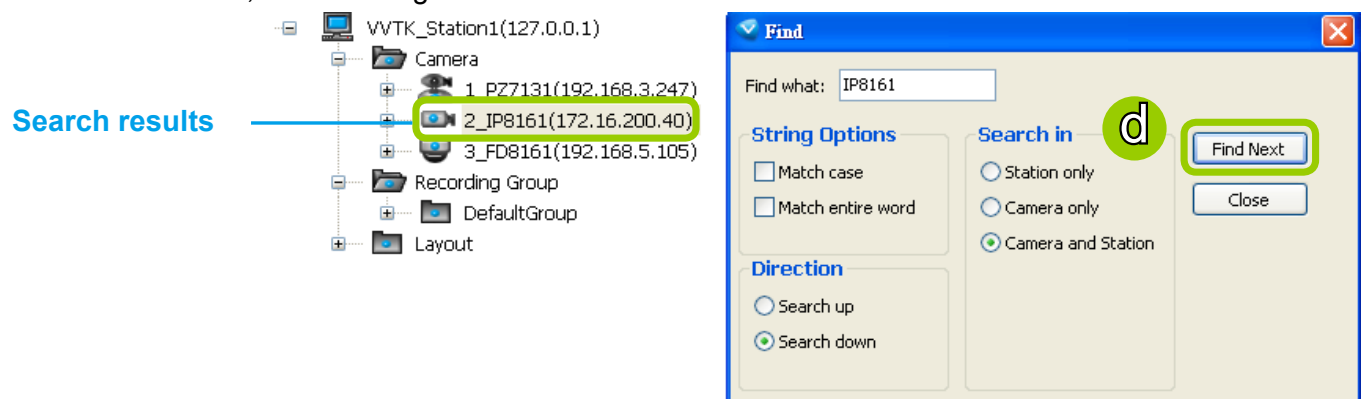 VVTK_Station1(127.0.0.1)
Camera
1_PZ7131(192.168.3.247)
Search results
2_IP8161(172.16.200.40)
3_FD8161(192.168.5.105)
Recording Group
DefaultGroup
Layout
Find
Find what: IP8161
String Options
Match case
Match entire word
Direction
Search up
Search down
Search in
Station only
Camera only
Camera and Station
d
Find Next
Close